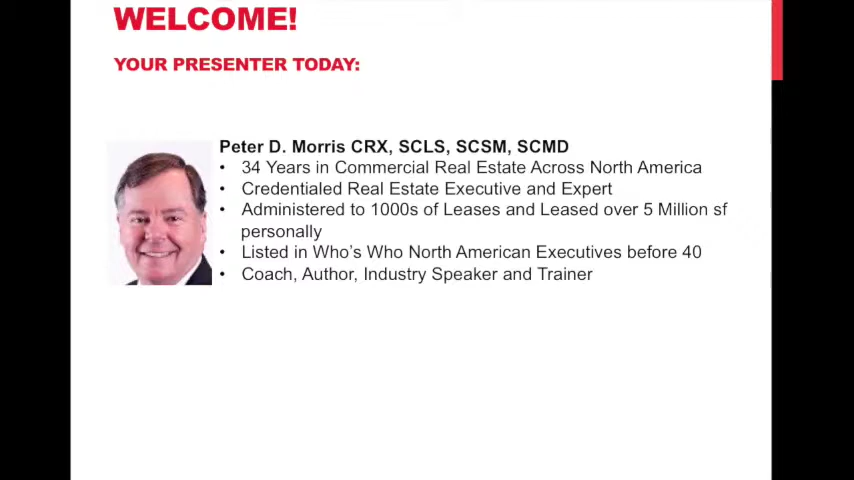 WELCOME!
YOUR PRESENTER TODAY:
Peter D. Morris CRX, SCLS, SCSM, SCMD
• 34 Years in Commercial Real Estate Across North America
• Credentialed Real Estate Executive and Expert
• Administered to 1000s of Leases and Leased over 5 Million sf
personally
• Listed in Who's Who North American Executives before 40
• Coach, Author, Industry Speaker and Trainer